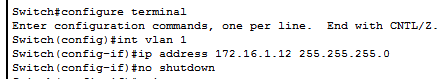 Switch#configure terminal
Enter configuration commands, one per line.  End with CNTL/Z.
Switch(config)#int vlan 1
Switch(config-if)#ip address 172.16.1.12 255.255.255.0
Switch(config-if)#no shutdown